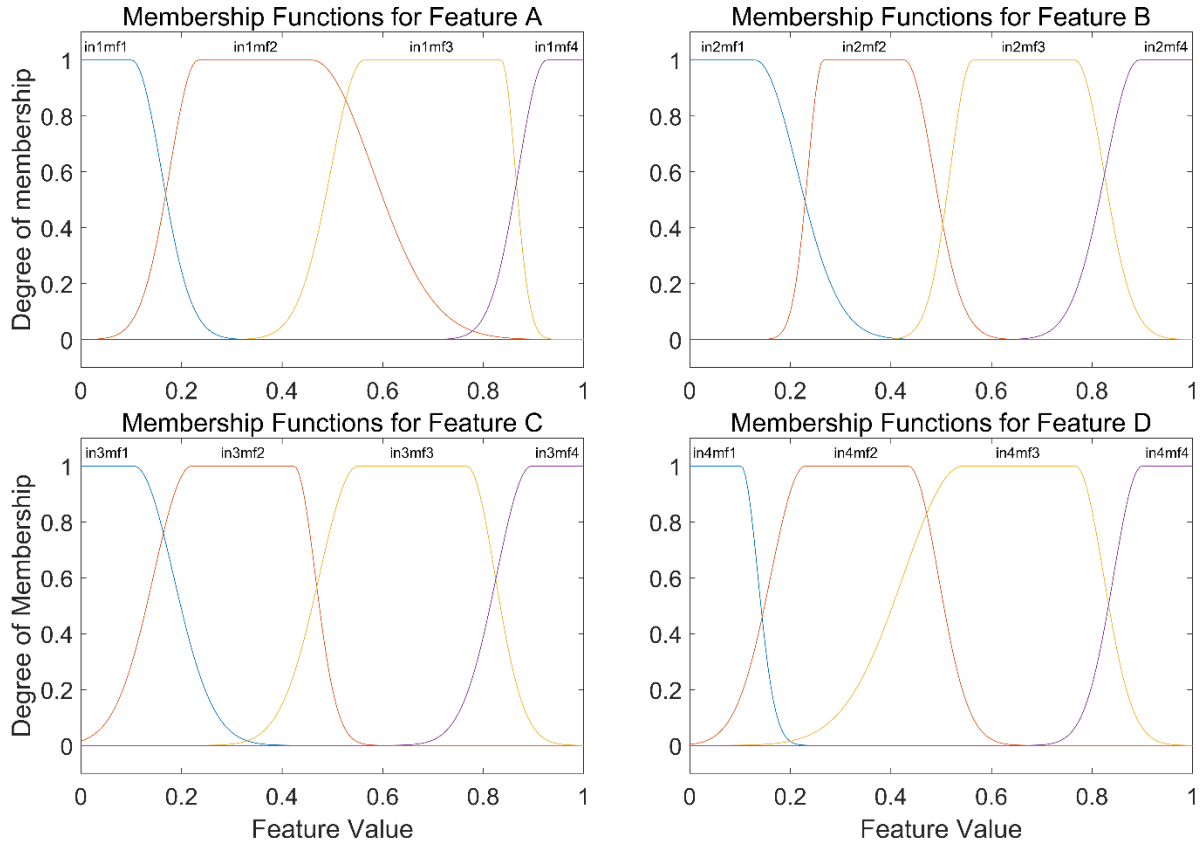 Membership Functions for Feature A
in1mf1 in1mf2 in1mf3 in1mf4
1
0.8
0.6
0.4
0.2
0
Degree of membership
0 0.2 0.4 0.6 0.8 1
Membership Functions for Feature B
in2mf1 in2mf2 in2mf3 in2mf4
1
0.8
0.6
0.4
0.2
0
0 0.2 0.4 0.6 0.8 1
Membership Functions for Feature C
in3mf1 in3mf2 in3mf3 in3mf4
1
0.8
0.6
0.4
0.2
0
Degree of Membership
0 0.2 0.4 0.6 0.8 1
Feature Value
Membership Functions for Feature D
in4mf1 in4mf2 in4mf3 in4mf4
1
0.8
0.6
0.4
0.2
0
0 0.2 0.4 0.6 0.8 1
Feature Value